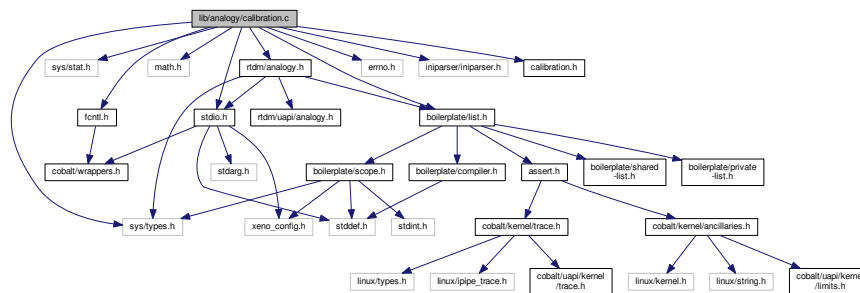 lib/analogy/calibration.c
sys/stat.h
math.h
rtdm/analogy.h
errno.h
iniparser/iniparser.h
calibration.h
fcntl.h
stdio.h
rtdm/uapi/analogy.h
boilerplate/list.h
cobalt/wrappers.h
stdarg.h
boilerplate/scope.h
boilerplate/compiler.h
assert.h
boilerplate/shared
-list.h
boilerplate/private
-list.h
sys/types.h
xeno_config.h
stddef.h
stdint.h
cobalt/kernel/trace.h
cobalt/kernel/ancillaries.h
linux/types.h
linux/ipipe_trace.h
cobalt/uapi/kernel
/trace.h
linux/kernel.h
linux/string.h
cobalt/uapi/kernel
/limits.h